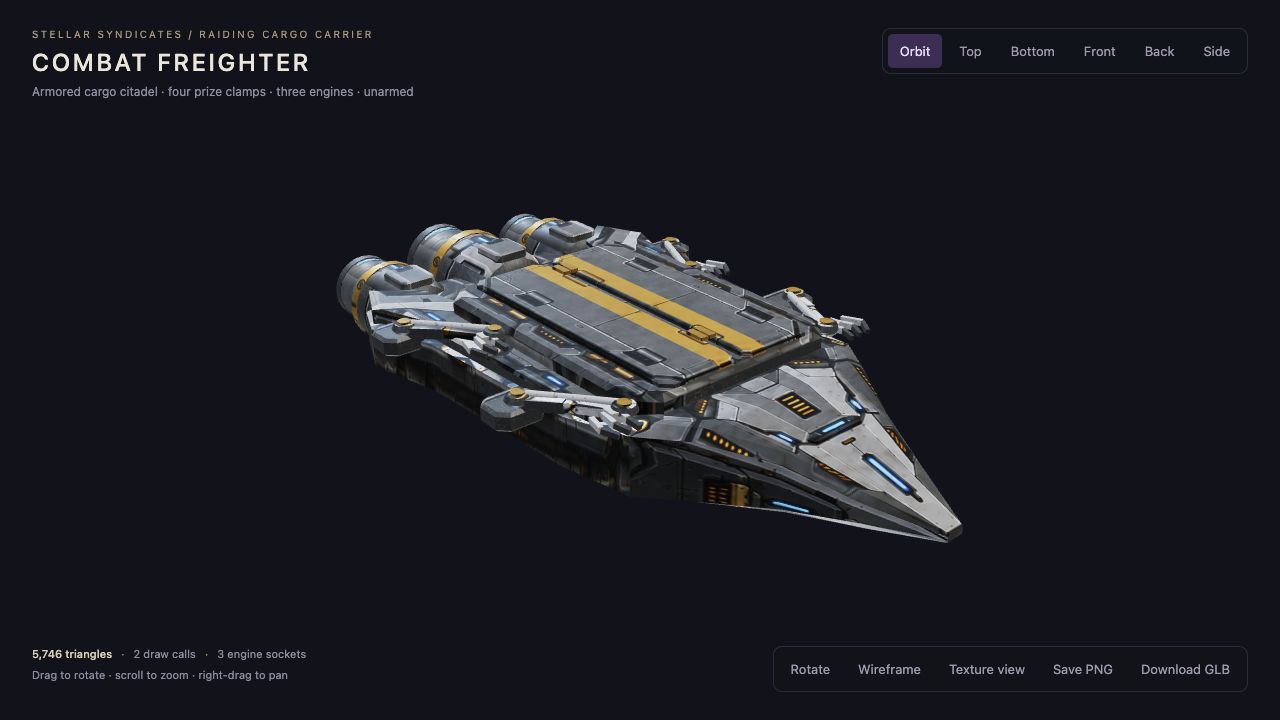 STELLAR SYNDICATES / RAIDING CARGO CARRIER
COMBAT FREIGHTER
Armored cargo citadel · four prize clamps · three engines · unarmed
Orbit Top Bottom Front Back Side
5,746 triangles · 2 draw calls · 3 engine sockets
Drag to rotate · scroll to zoom · right-drag to pan
Rotate Wireframe Texture view Save PNG Download GLB